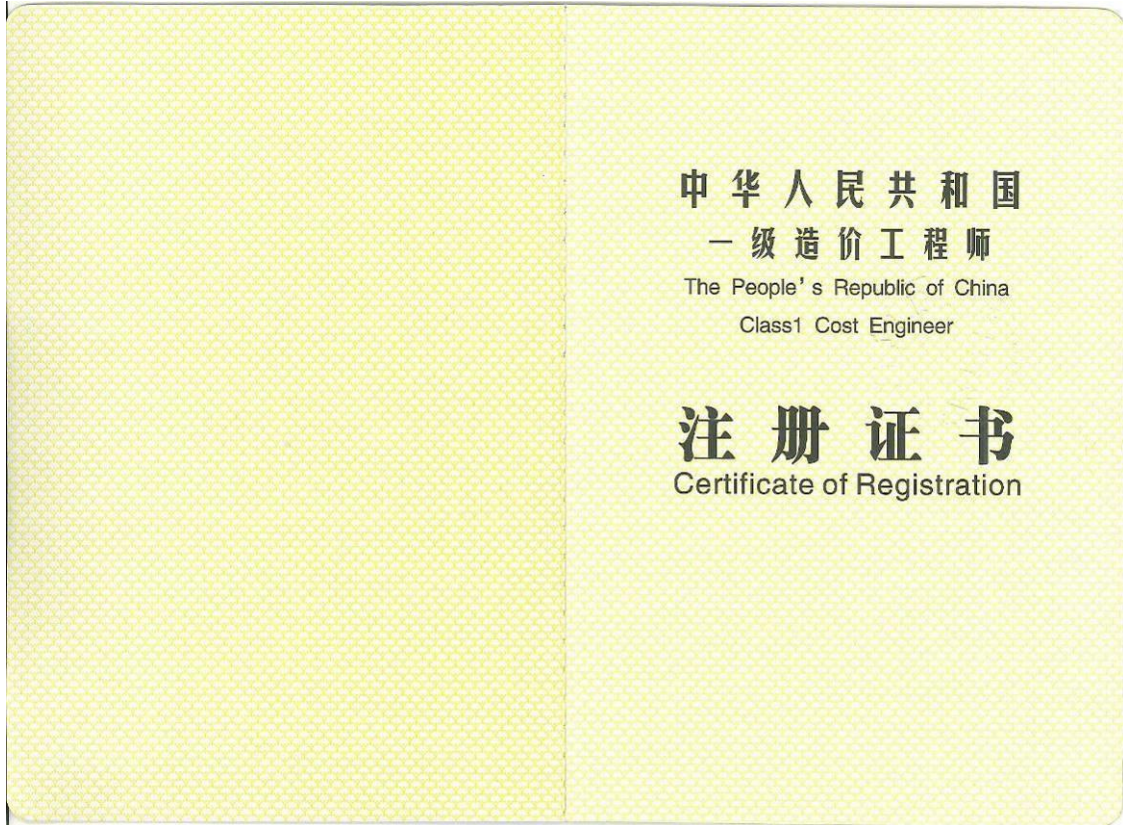 中华人民共和国
一级造价工程师
The People's Republic of China
Class1 Cost Engineer
注册证书
Certificate of Registration